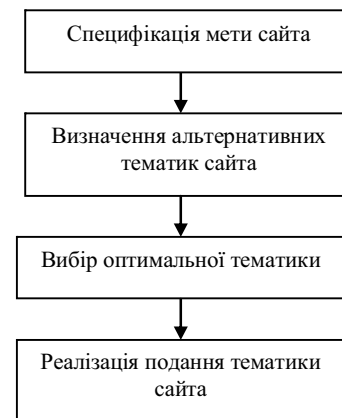 Специфікація мети сайта
Визначення альтернативних
тематик сайта
Вибір оптимальної тематики
Реалізація подання тематики
сайта